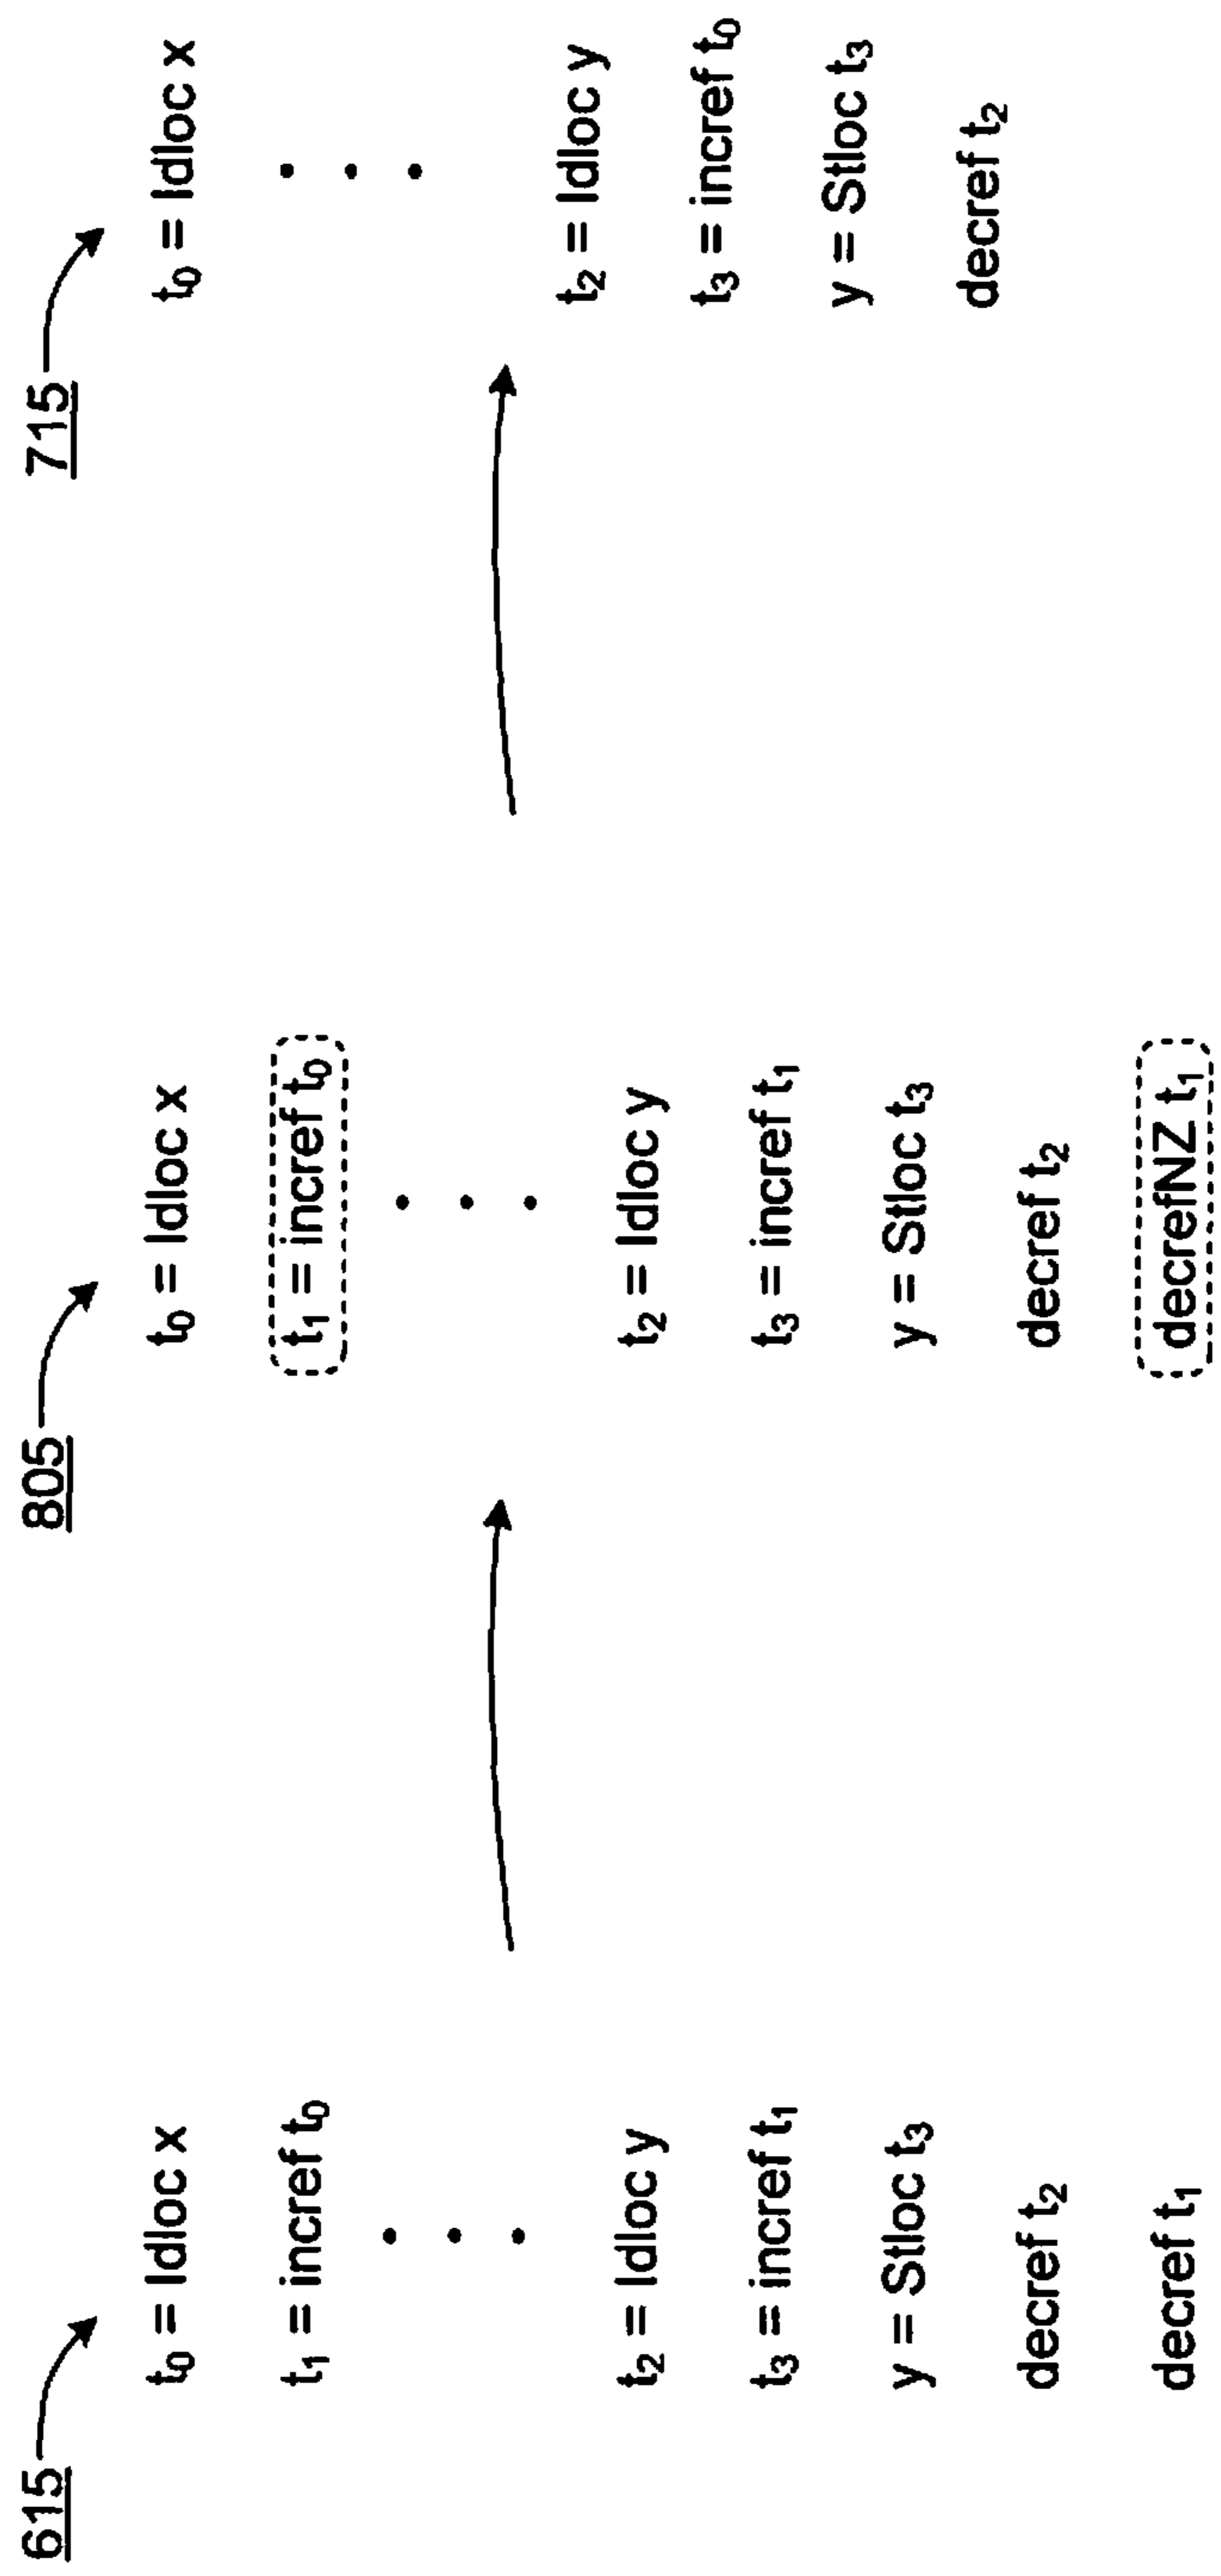 615
t₀ = ldloc x
t₁ = incref t₀
.
.
.
t₂ = ldloc y
t₃ = incref t₁
y = Stloc t₃
decref t₂
decref t₁
805
t₀ = ldloc x
t₁ = incref t₀
.
.
.
t₂ = ldloc y
t₃ = incref t₁
y = Stloc t₃
decref t₂
decrefNZ t₁
715
t₀ = ldloc x
.
.
.
t₂ = ldloc y
t₃ = incref t₀
y = Stloc t₃
decref t₂